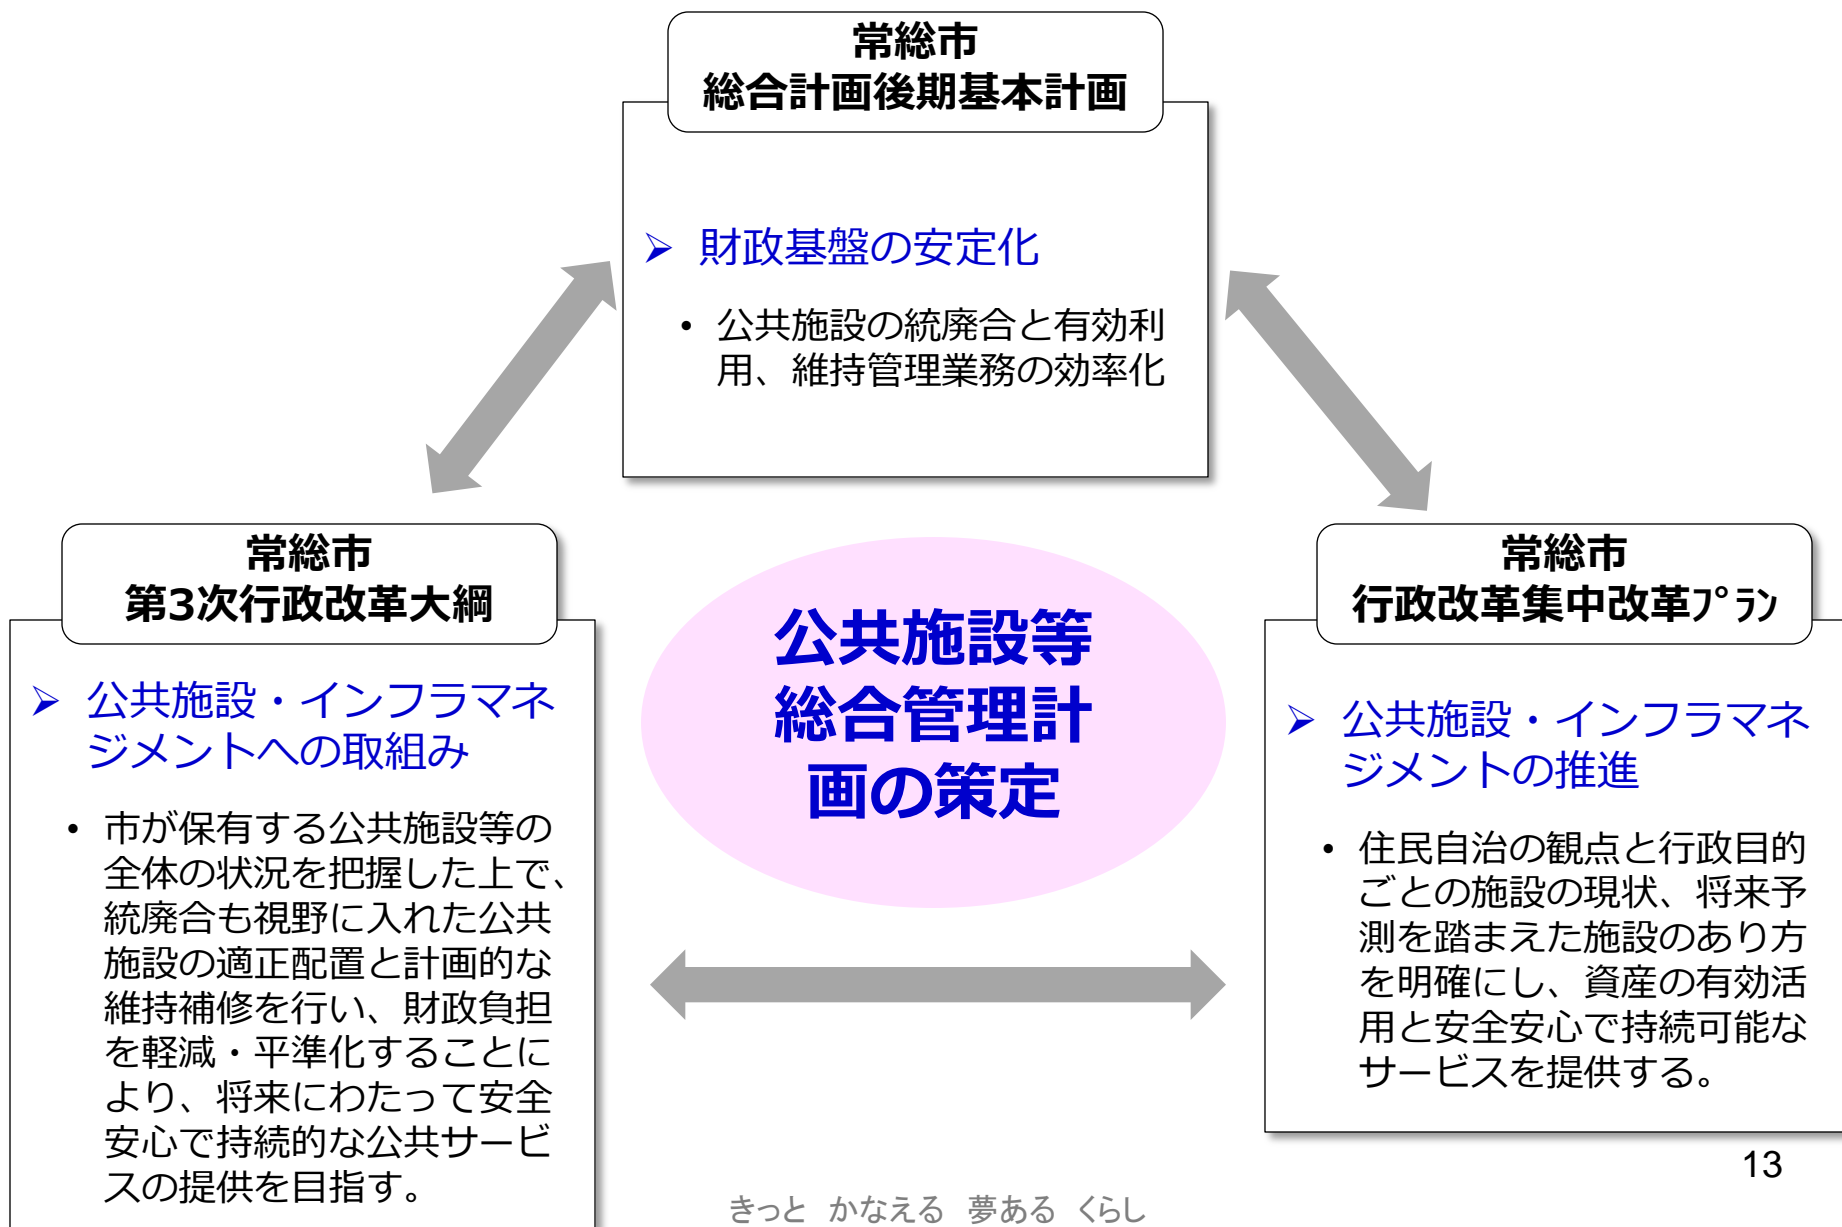 常総市
総合計画後期基本計画
➢ 財政基盤の安定化
• 公共施設の統廃合と有効利
用、維持管理業務の効率化
常総市
第3次行政改革大綱
➢ 公共施設・インフラマネ
ジメントへの取組み
• 市が保有する公共施設等の
全体の状況を把握した上で、
統廃合も視野に入れた公共
施設の適正配置と計画的な
維持補修を行い、財政負担
を軽減・平準化することに
より、将来にわたって安全
安心で持続的な公共サービ
スの提供を目指す。
公共施設等
総合管理計
画の策定
常総市
行政改革集中改革ﾌﾟﾗﾝ
➢ 公共施設・インフラマネ
ジメントの推進
• 住民自治の観点と行政目的
ごとの施設の現状、将来予
測を踏まえた施設のあり方
を明確にし、資産の有効活
用と安全安心で持続可能な
サービスを提供する。
13
きっと かなえる 夢ある くらし